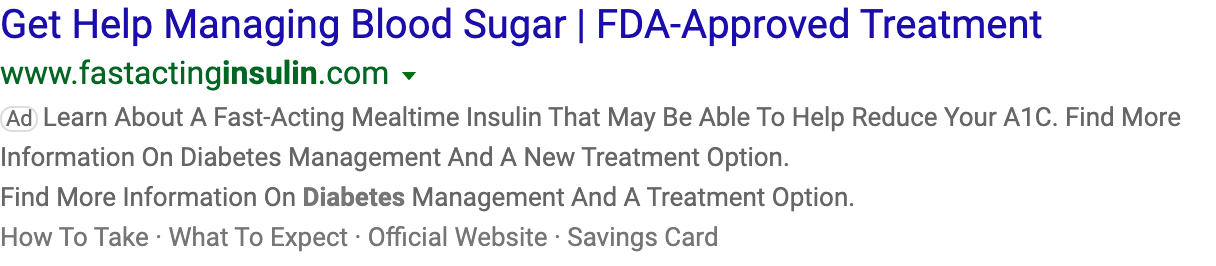 Get Help Managing Blood Sugar | FDA-Approved Treatment
www.fastactinginsulin.com
Ad Learn About A Fast-Acting Mealtime Insulin That May Be Able To Help Reduce Your A1C. Find More
Information On Diabetes Management And A New Treatment Option.
Find More Information On Diabetes Management And A Treatment Option.
How To Take · What To Expect · Official Website · Savings Card